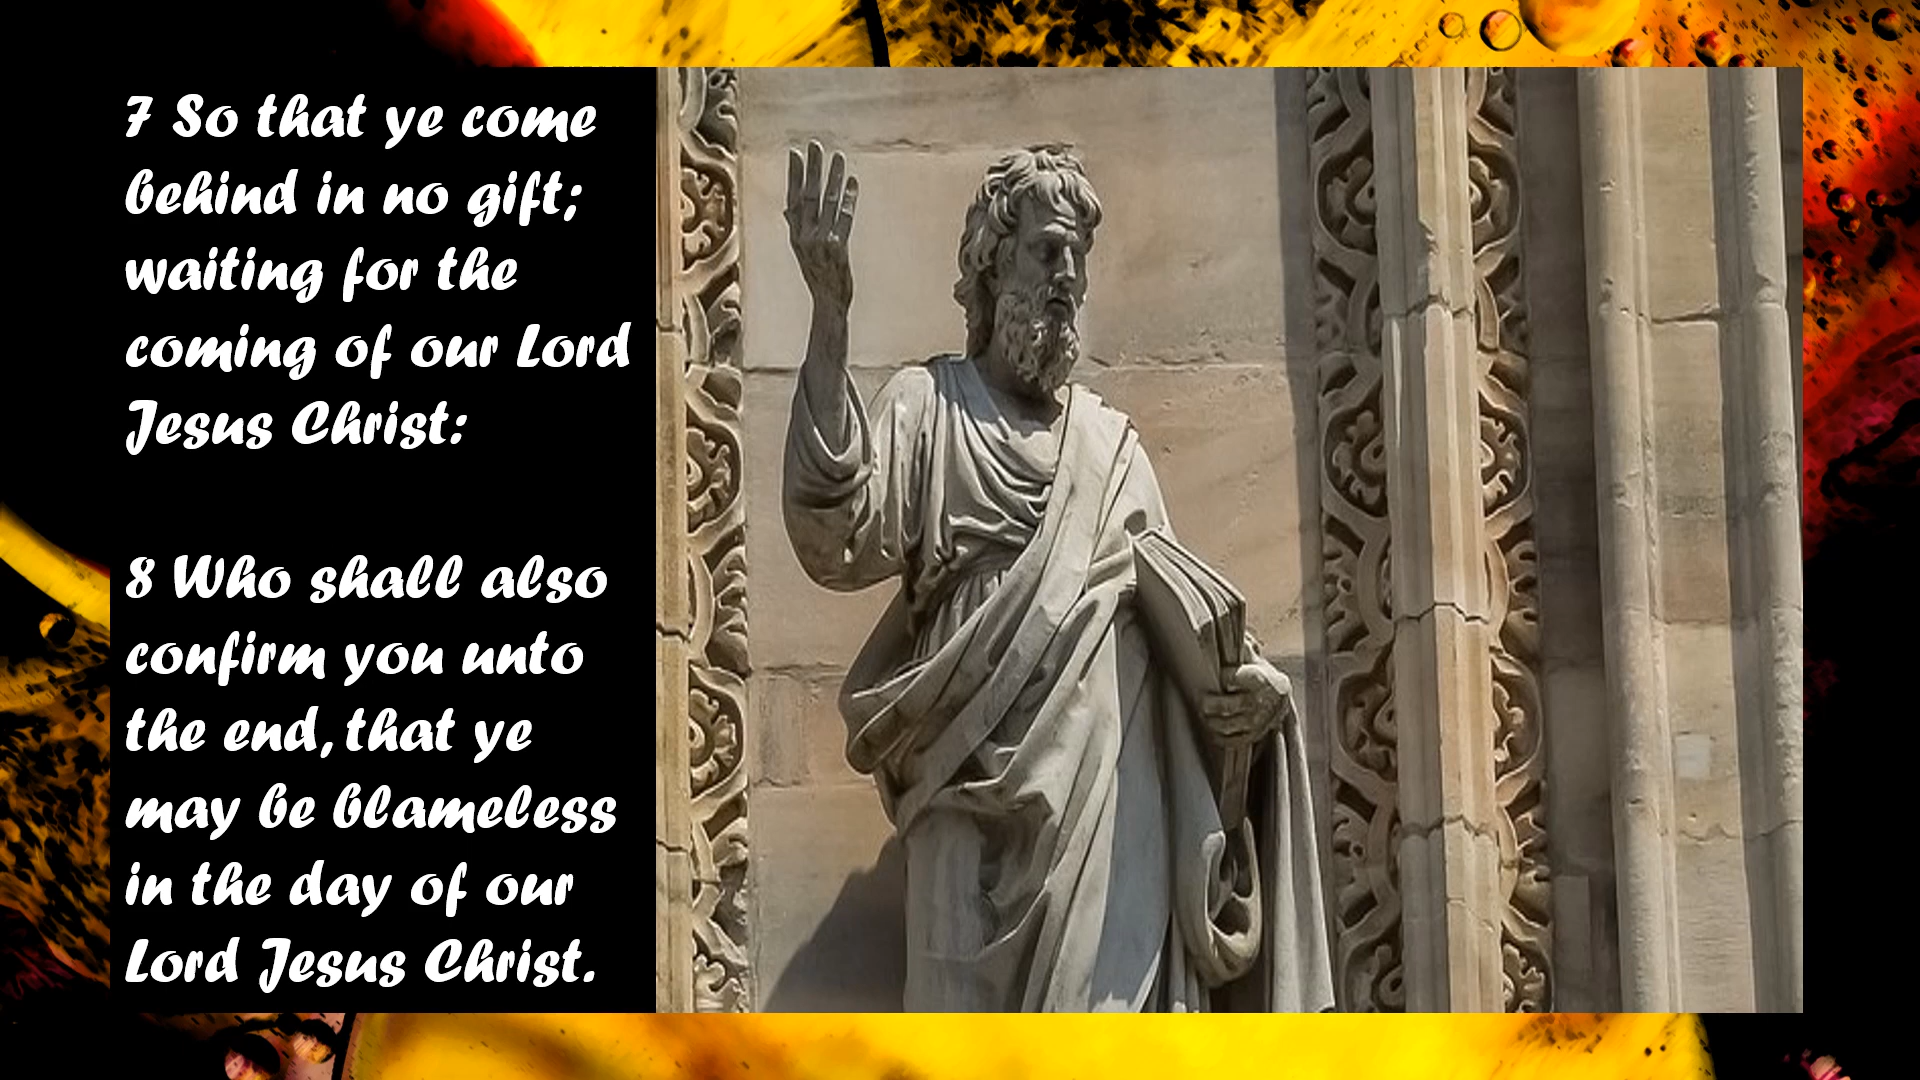 7 So that ye come
behind in no gift;
waiting for the
coming of our Lord
Jesus Christ:
8 Who shall also
confirm you unto
the end, that ye
may be blameless
in the day of our
Lord Jesus Christ.